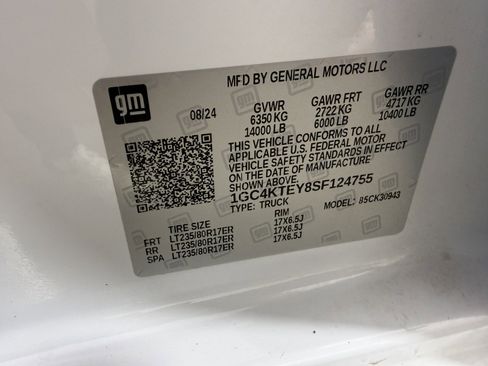 gm
MFD BY GENERAL MOTORS LLC
08/24 GVWR GAWR FRT GAWR RR
6350 KG 2722 KG 4717 KG
14000 LB 6000 LB 10400 LB
THIS VEHICLE CONFORMS TO ALL
APPLICABLE U.S. FEDERAL MOTOR
VEHICLE SAFETY STANDARDS IN EFFECT
ON THE DATE OF MANUFACTURE
SHOWN ABOVE.
1GC4KTEY8SF124755
TYPE: TRUCK MODEL: 85CK30943
TIRE SIZE RIM
FRT LT235/80R17ER 17X6.5J
RR LT235/80R17ER 17X6.5J
SPA LT235/80R17ER 17X6.5J